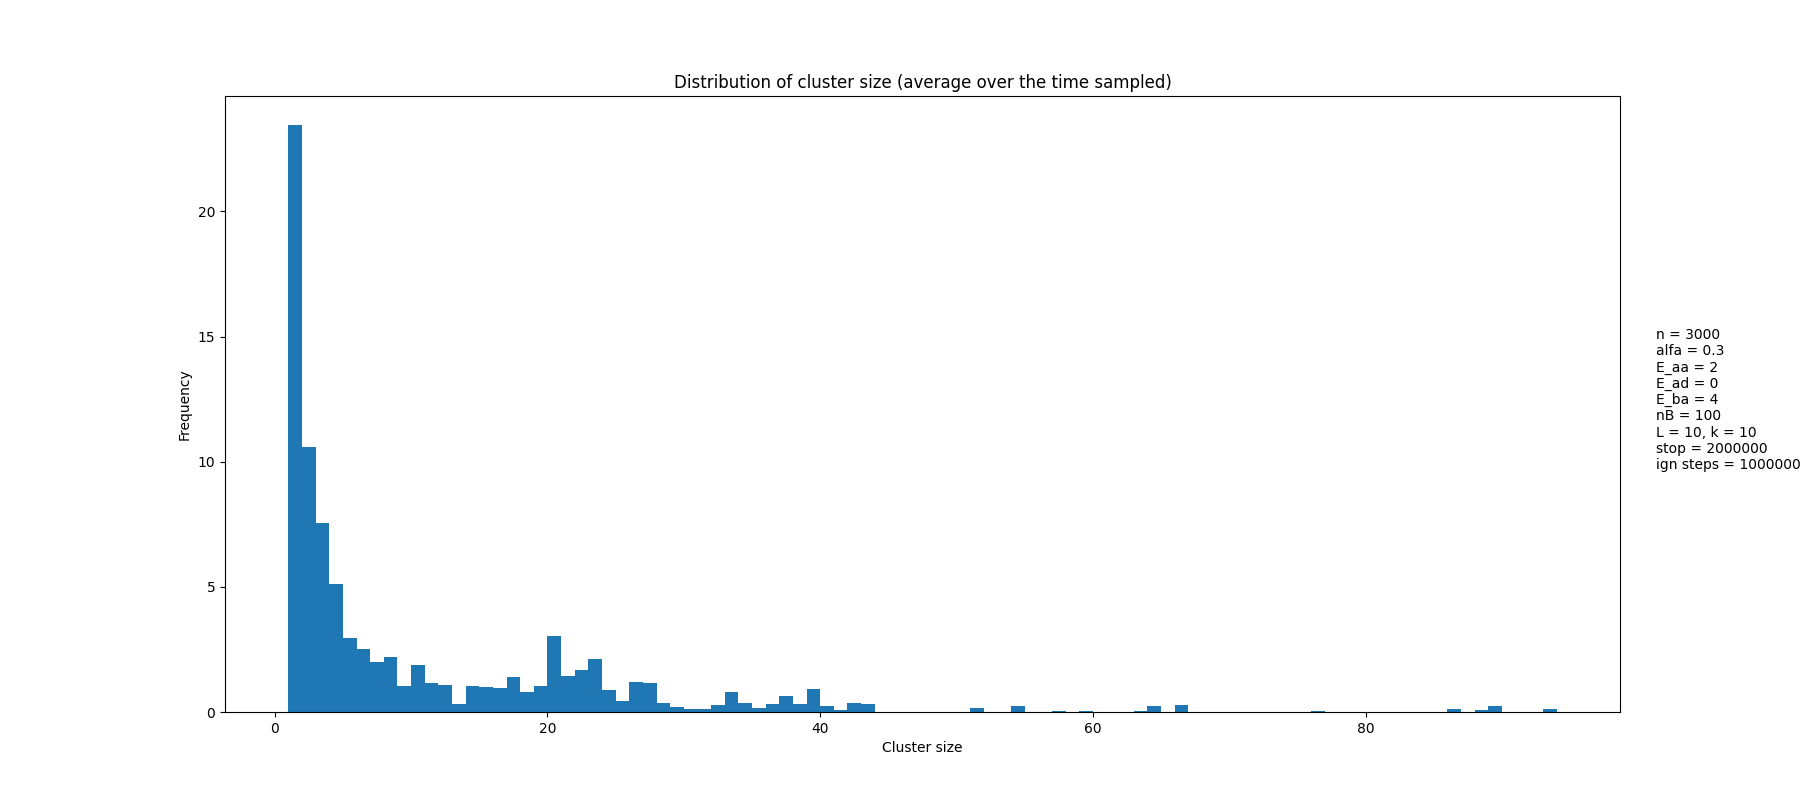 Distribution of cluster size (average over the time sampled)
Frequency
20
15
10
5
0
0 20 40 60 80
Cluster size
n = 3000
alfa = 0.3
E_aa = 2
E_ad = 0
E_ba = 4
nB = 100
L = 10, k = 10
stop = 2000000
ign steps = 1000000